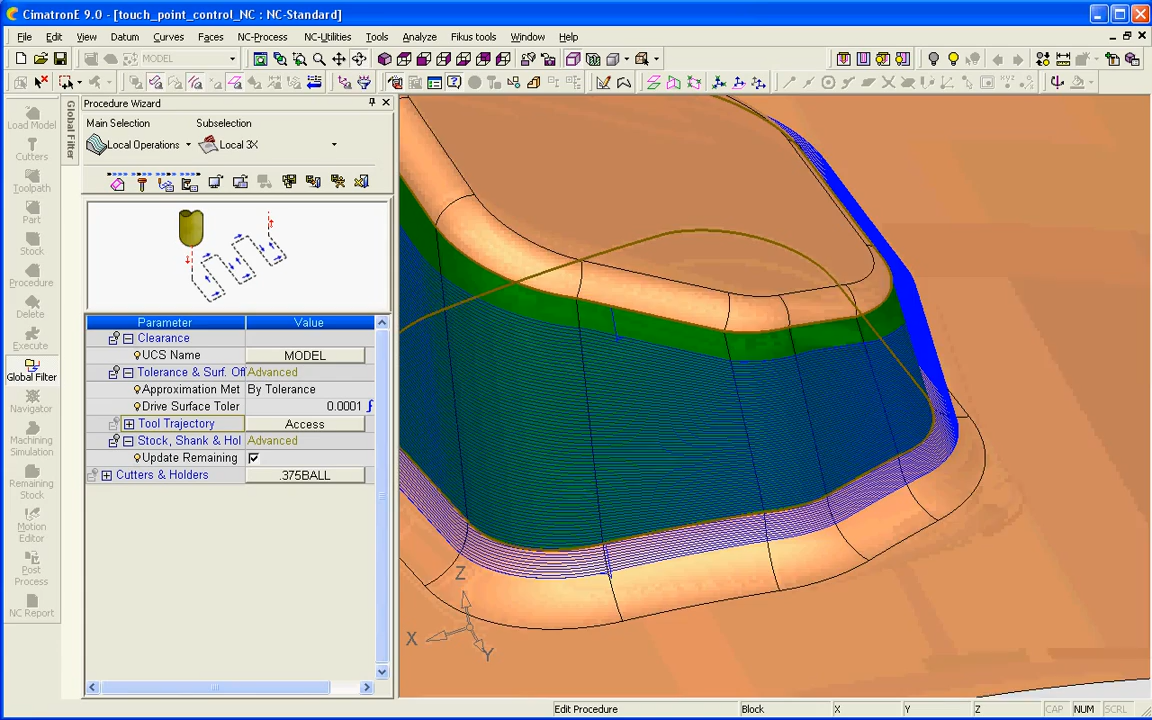 CimatronE 9.0 - [touch_point_control_NC : NC-Standard]
File Edit View Datum Curves Faces NC-Process NC-Utilities Tools Analyze Fikus tools Window Help
MODEL
Load Model
Cutters
Toolpath
Part
Stock
Procedure
Delete
Execute
Global Filter
Navigator
Machining Simulation
Remaining Stock
Motion Editor
Post Process
NC Report
Global Filter
Procedure Wizard
Main Selection Subselection
Local Operations Local 3X
Parameter Value
Clearance
UCS Name MODEL
Tolerance & Surf. Off Advanced
Approximation Met By Tolerance
Drive Surface Toler 0.0001 f
Tool Trajectory Access
Stock, Shank & Hol Advanced
Update Remaining
Cutters & Holders .375BALL
Z
X
Y
Edit Procedure Block X Y Z CAP NUM SCRL